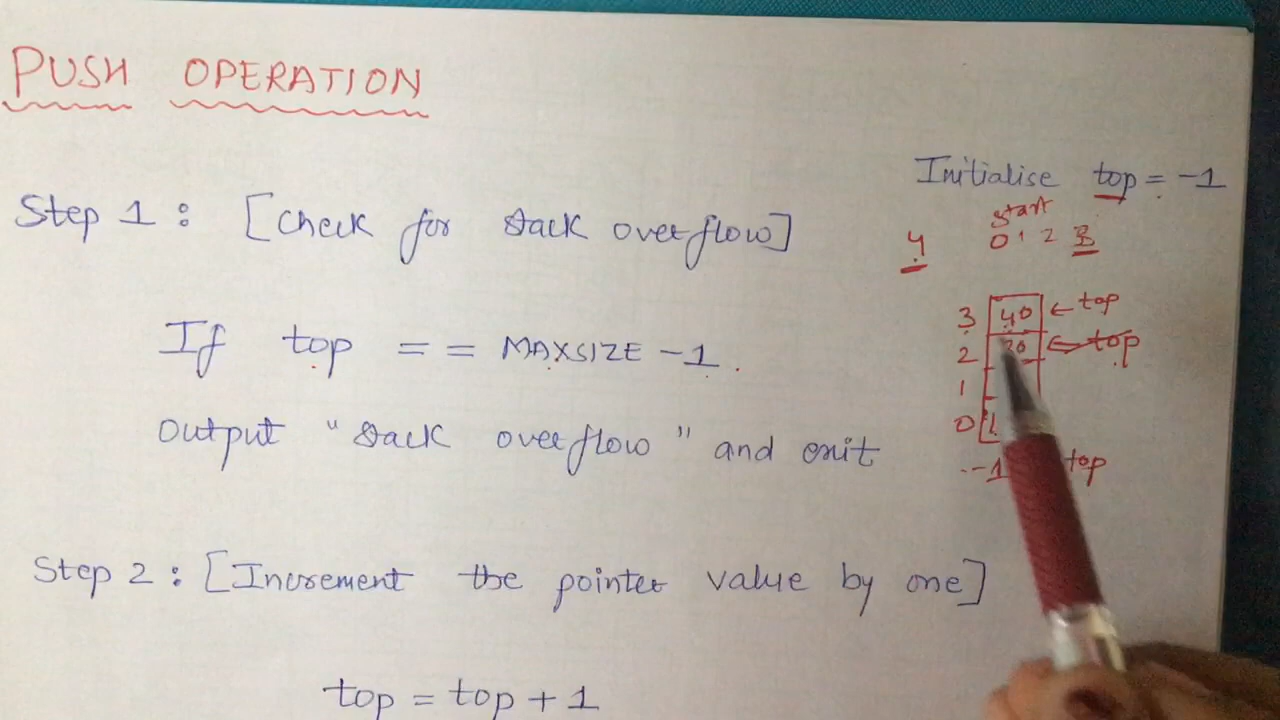 PUSH OPERATION
Initialise top = -1
Step 1 : [Check for stack overflow]
start
4 0 1 2 3
3 40 ← top
If top == MAXSIZE -1.
2 ← top
1
Output "Stack overflow" and exit
0
-1 top
Step 2 : [Increment the pointer value by one]
top = top + 1